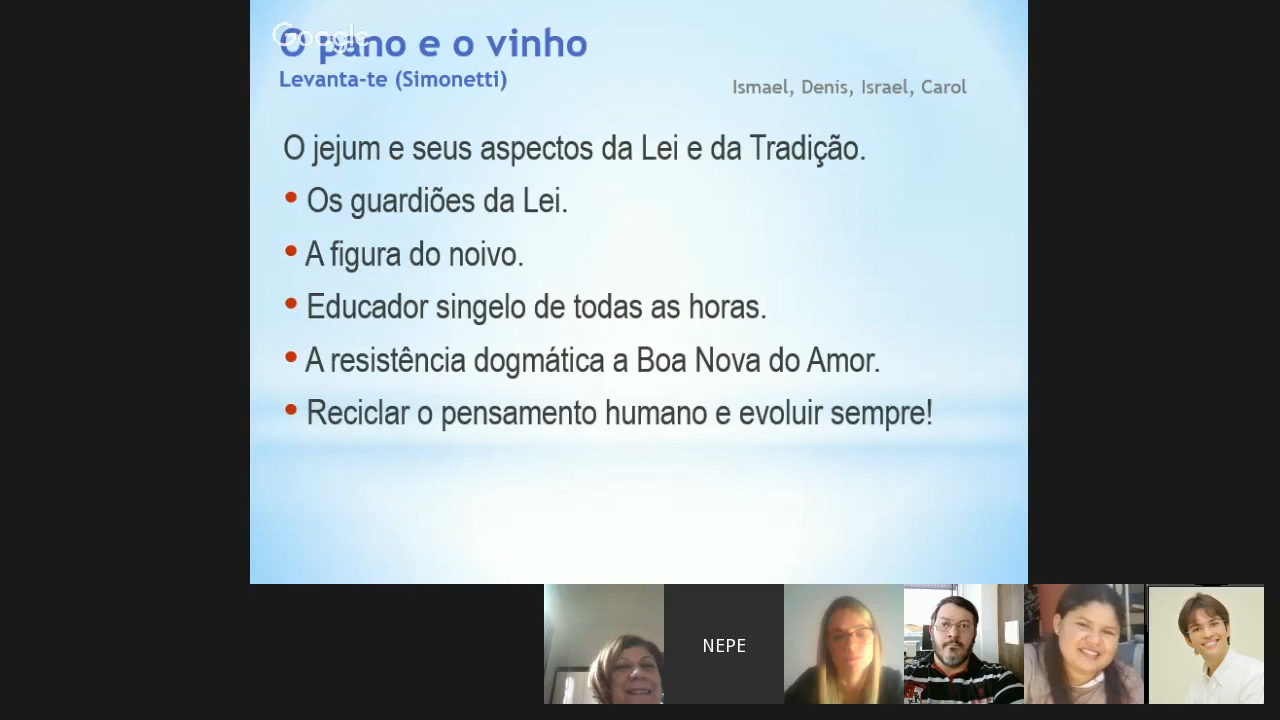 Google
O pano e o vinho
Levanta-te (Simonetti)
Ismael, Denis, Israel, Carol
O jejum e seus aspectos da Lei e da Tradição.
• Os guardiões da Lei.
• A figura do noivo.
• Educador singelo de todas as horas.
• A resistência dogmática a Boa Nova do Amor.
• Reciclar o pensamento humano e evoluir sempre!
NEPE